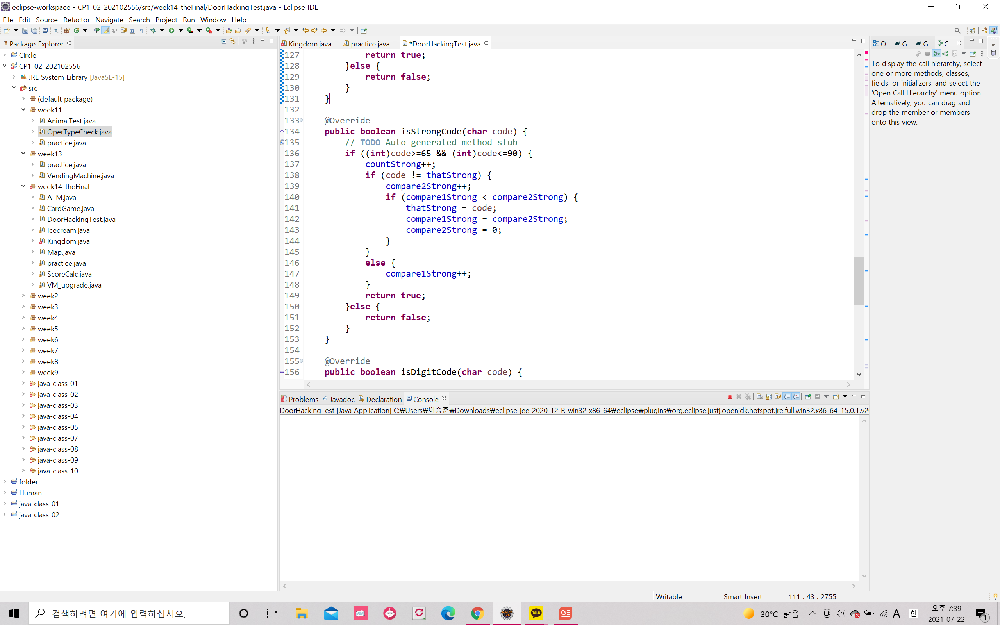 eclipse-workspace - CP1_02_202102556/src/week14_theFinal/DoorHackingTest.java - Eclipse IDE
File Edit Source Refactor Navigate Search Project Run Window Help
Package Explorer
Circle
CP1_02_202102556
JRE System Library [JavaSE-15]
src
(default package)
week11
AnimalTest.java
OperTypeCheck.java
practice.java
week13
practice.java
VendingMachine.java
week14_theFinal
ATM.java
CardGame.java
DoorHackingTest.java
Icecream.java
Kingdom.java
Map.java
practice.java
ScoreCalc.java
VM_upgrade.java
week2
week3
week4
week5
week6
week7
week8
week9
java-class-01
java-class-02
java-class-03
java-class-04
java-class-05
java-class-07
java-class-08
java-class-09
java-class-10
folder
Human
java-class-01
java-class-02
Kingdom.java practice.java *DoorHackingTest.java
127 return true;
128 }else {
129 return false;
130 }
131 }
132
133 @Override
134 public boolean isStrongCode(char code) {
135 // TODO Auto-generated method stub
136 if ((int)code>=65 && (int)code<=90) {
137 countStrong++;
138 if (code != thatStrong) {
139 compare2Strong++;
140 if (compare1Strong < compare2Strong) {
141 thatStrong = code;
142 compare1Strong = compare2Strong;
143 compare2Strong = 0;
144 }
145 }
146 else {
147 compare1Strong++;
148 }
149 return true;
150 }else {
151 return false;
152 }
153 }
154
155 @Override
156 public boolean isDigitCode(char code) {
Problems Javadoc Declaration Console
DoorHackingTest [Java Application] C:₩Users₩이승훈₩Downloads₩eclipse-jee-2020-12-R-win32-x86_64₩eclipse₩plugins₩org.eclipse.justj.openjdk.hotspot.jre.full.win32.x86_64_15.0.1.v20
O... G... G... C...
To display the call hierarchy, select
one or more methods, classes,
fields, or initializers, and select the
'Open Call Hierarchy' menu option.
Alternatively, you can drag and
drop the member or members
onto this view.
Writable Smart Insert 111 : 43 : 2755
검색하려면 여기에 입력하십시오.
TALK
30°C 맑음
A 한
오후 7:39
2021-07-22
1